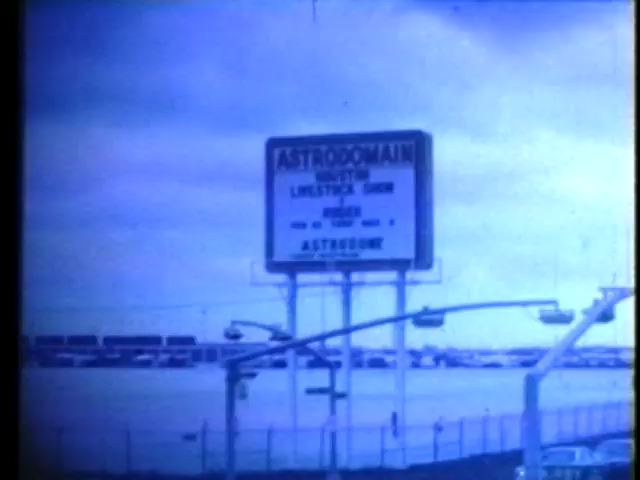 ASTRODOMAIN
HOUSTON
LIVESTOCK SHOW
&
RODEO
ASTRODOME